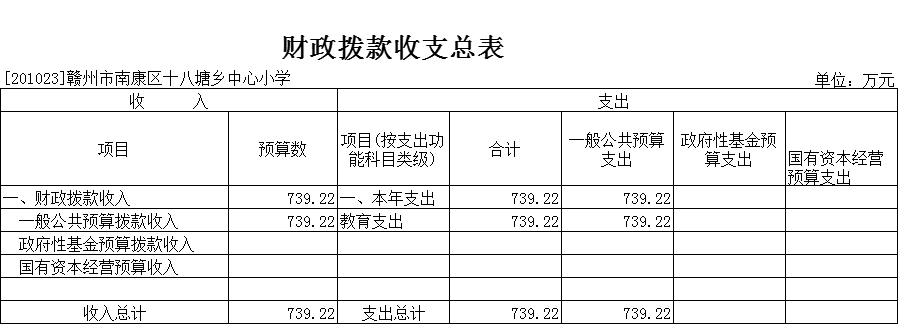 财政拨款收支总表
[201023]赣州市南康区十八塘乡中心小学 单位：万元
收 入 支出
项目 预算数 项目(按支出功能科目类级) 合计 一般公共预算支出 政府性基金预算支出 国有资本经营预算支出
一、财政拨款收入 739.22 一、本年支出 739.22 739.22
一般公共预算拨款收入 739.22 教育支出 739.22 739.22
政府性基金预算拨款收入
国有资本经营预算收入
收入总计 739.22 支出总计 739.22 739.22